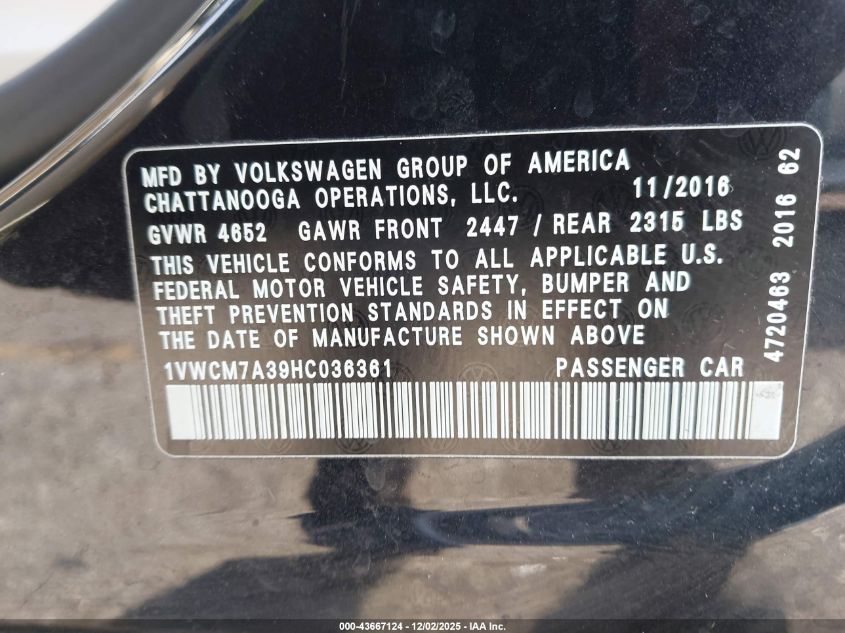 MFD BY VOLKSWAGEN GROUP OF AMERICA
CHATTANOOGA OPERATIONS, LLC. 11/2016
GVWR 4652 GAWR FRONT 2447 / REAR 2315 LBS
THIS VEHICLE CONFORMS TO ALL APPLICABLE U.S.
FEDERAL MOTOR VEHICLE SAFETY, BUMPER AND
THEFT PREVENTION STANDARDS IN EFFECT ON
THE DATE OF MANUFACTURE SHOWN ABOVE
1VWCM7A39HC036361 PASSENGER CAR
4720463 2016 62
000-43667124 - 12/02/2025 - IAA Inc.